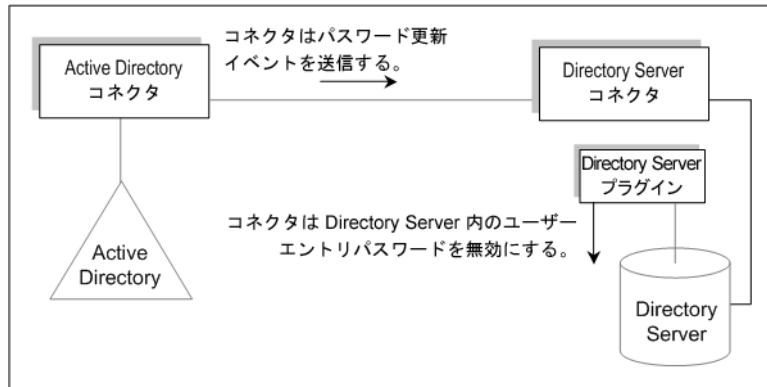 コネクタはパスワード更新
イベントを送信する。
Active Directory
コネクタ
Directory Server
コネクタ
Directory Server
プラグイン
コネクタは Directory Server 内のユーザー
エントリパスワードを無効にする。
Active
Directory
Directory
Server